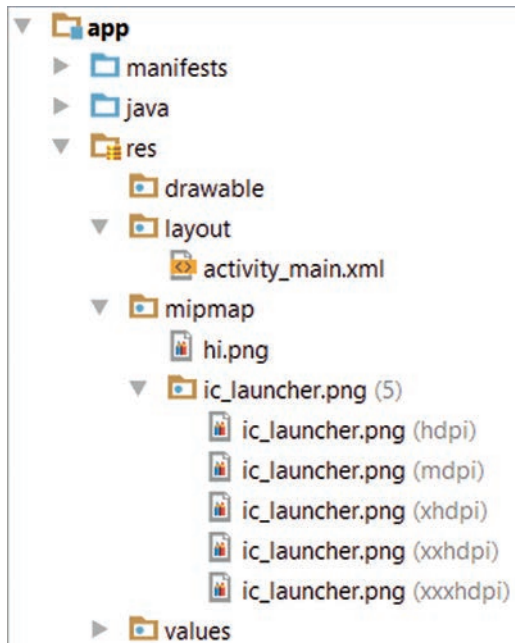 app
manifests
java
res
drawable
layout
activity_main.xml
mipmap
hi.png
ic_launcher.png (5)
ic_launcher.png (hdpi)
ic_launcher.png (mdpi)
ic_launcher.png (xhdpi)
ic_launcher.png (xxhdpi)
ic_launcher.png (xxxhdpi)
values